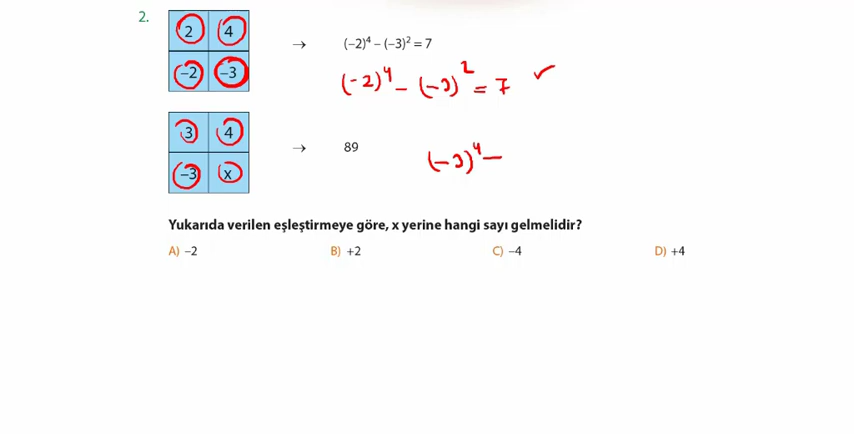 2.
2 4
-2 -3
→ (–2)⁴ – (–3)² = 7
(-2)⁴ - (-3)² = 7 ✓
3 4
-3 x
→ 89
(-3)⁴ -
Yukarıda verilen eşleştirmeye göre, x yerine hangi sayı gelmelidir?
A) –2 B) +2 C) –4 D) +4